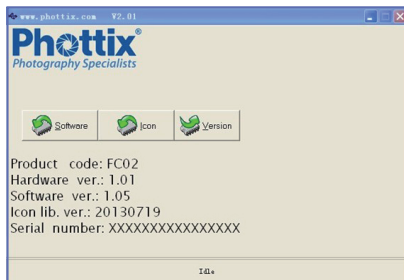 www.phottix.com V2.01
Phottix®
Photography Specialists
Software Icon Version
Product code: FC02
Hardware ver.: 1.01
Software ver.: 1.05
Icon lib. ver.: 20130719
Serial number: XXXXXXXXXXXXXXXX
Idle